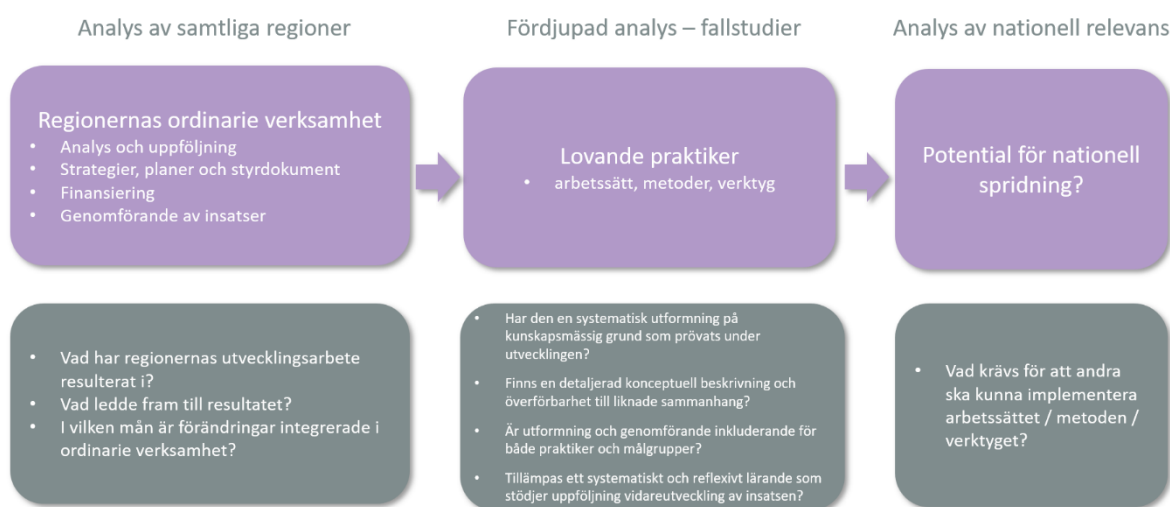 Analys av samtliga regioner
Fördjupad analys – fallstudier
Analys av nationell relevans
Regionernas ordinarie verksamhet
• Analys och uppföljning
• Strategier, planer och styrdokument
• Finansiering
• Genomförande av insatser
Lovande praktiker
• arbetssätt, metoder, verktyg
Potential för nationell
spridning?
• Vad har regionernas utvecklingsarbete
resulterat i?
• Vad ledde fram till resultatet?
• I vilken mån är förändringar integrerade i
ordinarie verksamhet?
• Har den en systematisk utformning på
kunskapsmässig grund som prövats under
utvecklingen?
• Finns en detaljerad konceptuell beskrivning och
överförbarhet till liknade sammanhang?
• Är utformning och genomförande inkluderande för
både praktiker och målgrupper?
• Tillämpas ett systematiskt och reflexivt lärande som
stödjer uppföljning vidareutveckling av insatsen?
• Vad krävs för att andra
ska kunna implementera
arbetssättet / metoden /
verktyget?